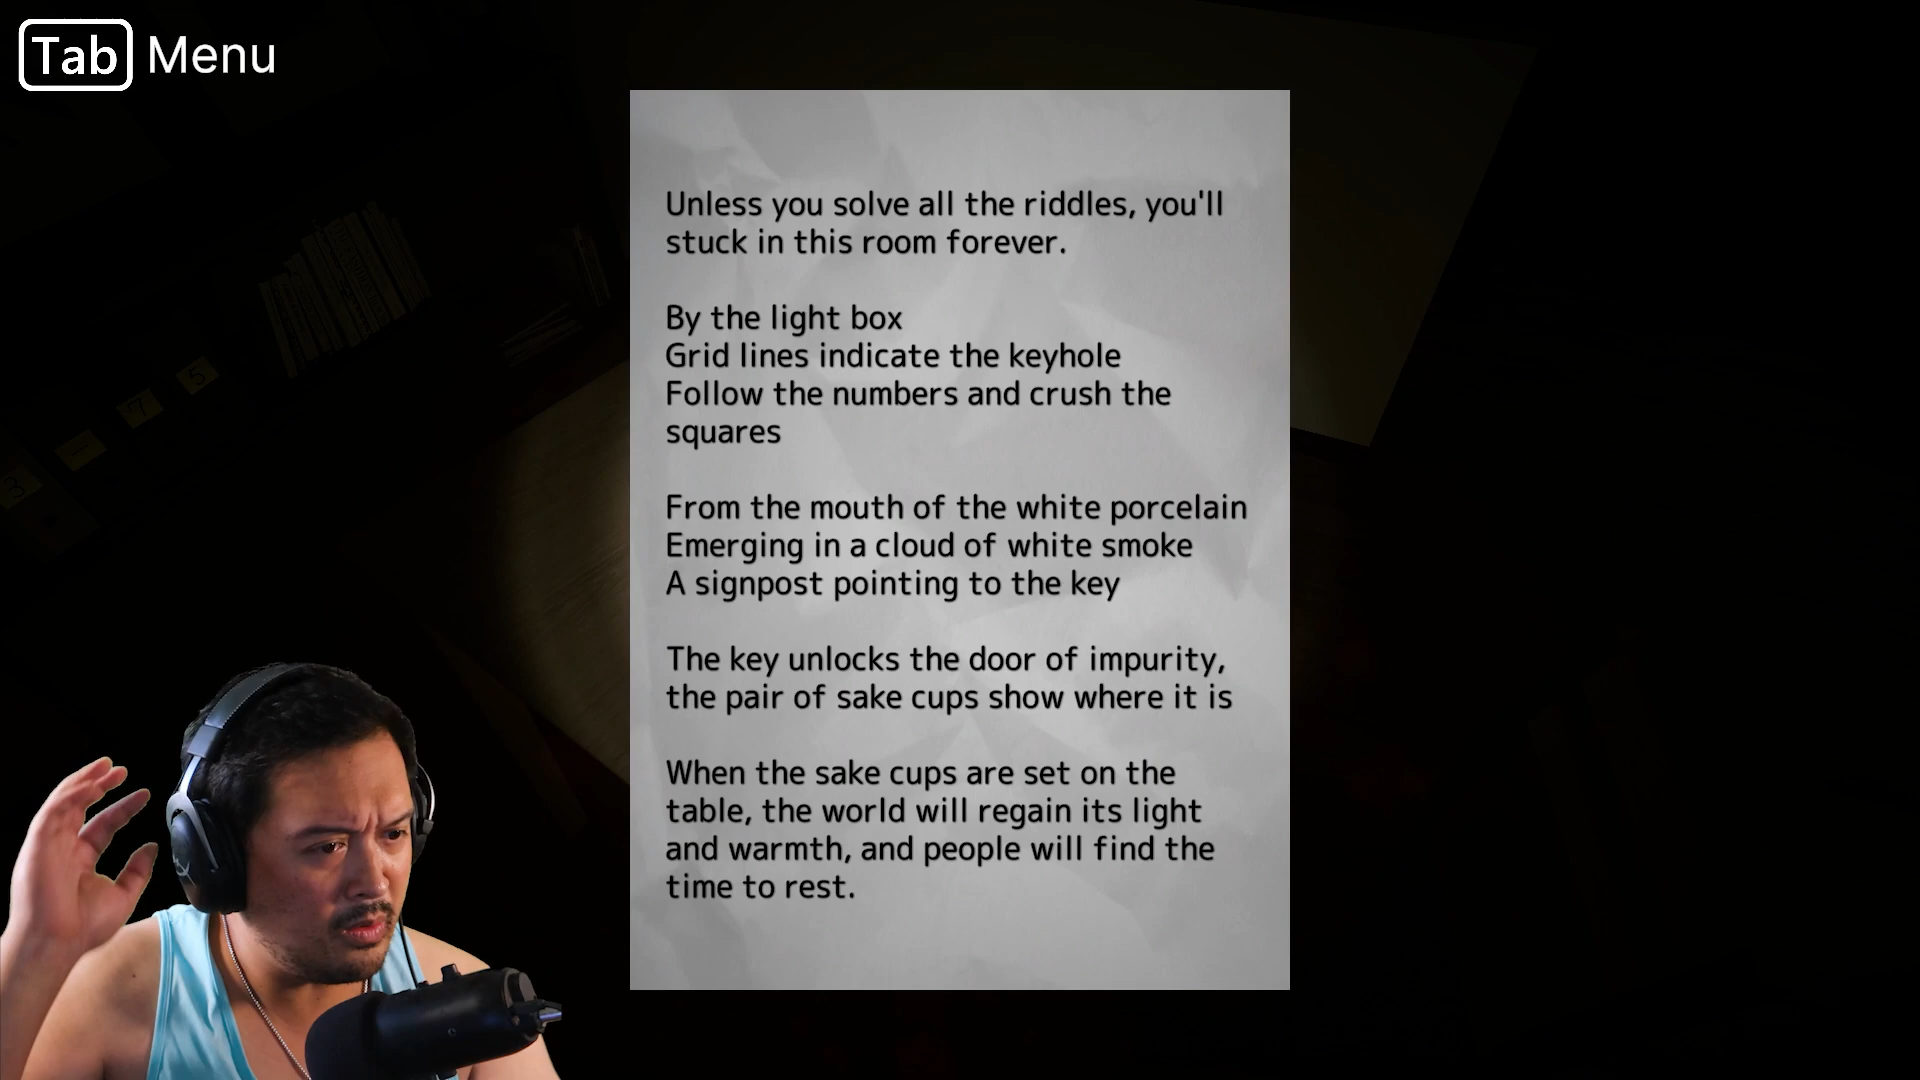 Tab Menu
Unless you solve all the riddles, you'll
stuck in this room forever.
By the light box
Grid lines indicate the keyhole
Follow the numbers and crush the
squares
From the mouth of the white porcelain
Emerging in a cloud of white smoke
A signpost pointing to the key
The key unlocks the door of impurity,
the pair of sake cups show where it is
When the sake cups are set on the
table, the world will regain its light
and warmth, and people will find the
time to rest.
3 1 7 5